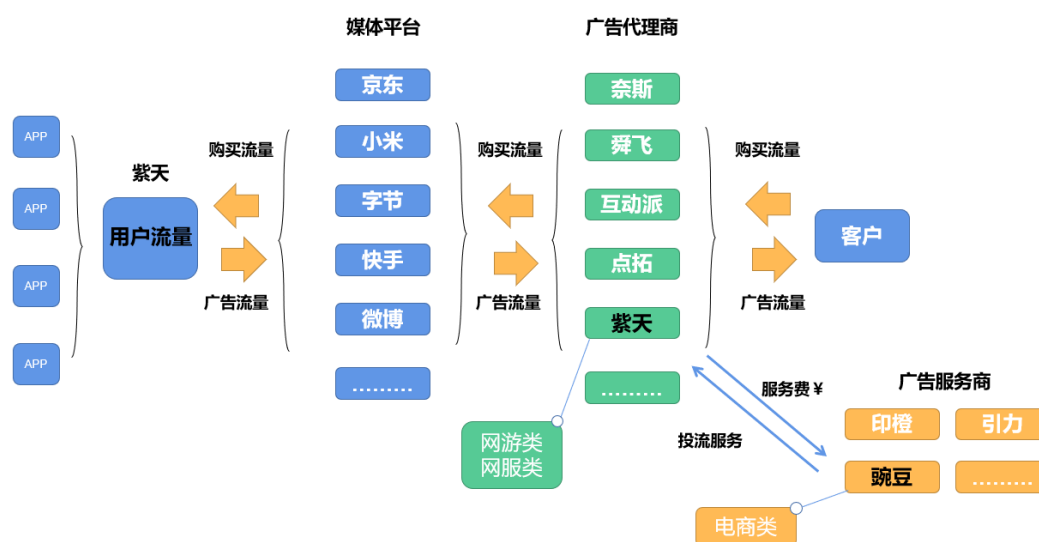 媒体平台
广告代理商
京东
奈斯
APP
小米
舜飞
购买流量
购买流量
购买流量
紫天
APP
字节
互动派
用户流量
客户
快手
点拓
APP
广告流量
广告流量
广告流量
微博
紫天
APP
………
………
服务费￥
广告服务商
投流服务
印橙
引力
网游类
网服类
豌豆
………
电商类